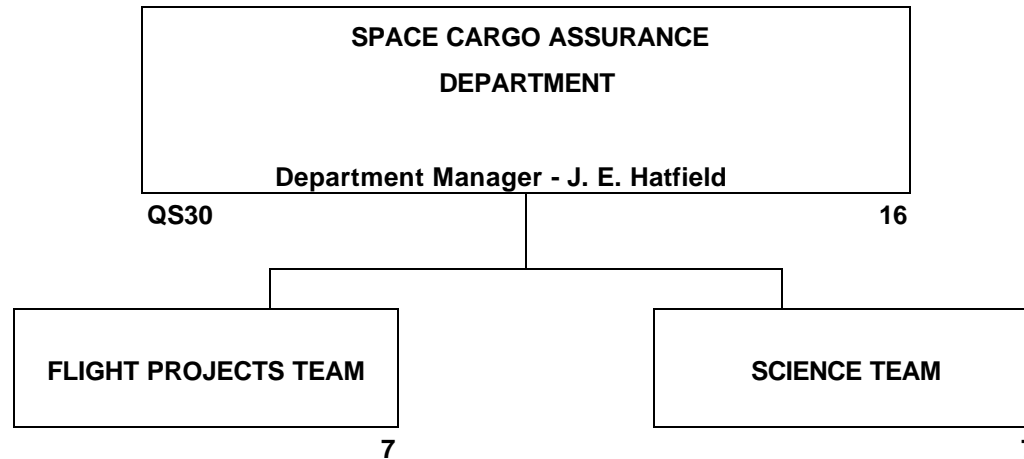 SPACE CARGO ASSURANCE
DEPARTMENT
Department Manager - J. E. Hatfield
QS30 16
FLIGHT PROJECTS TEAM SCIENCE TEAM
7